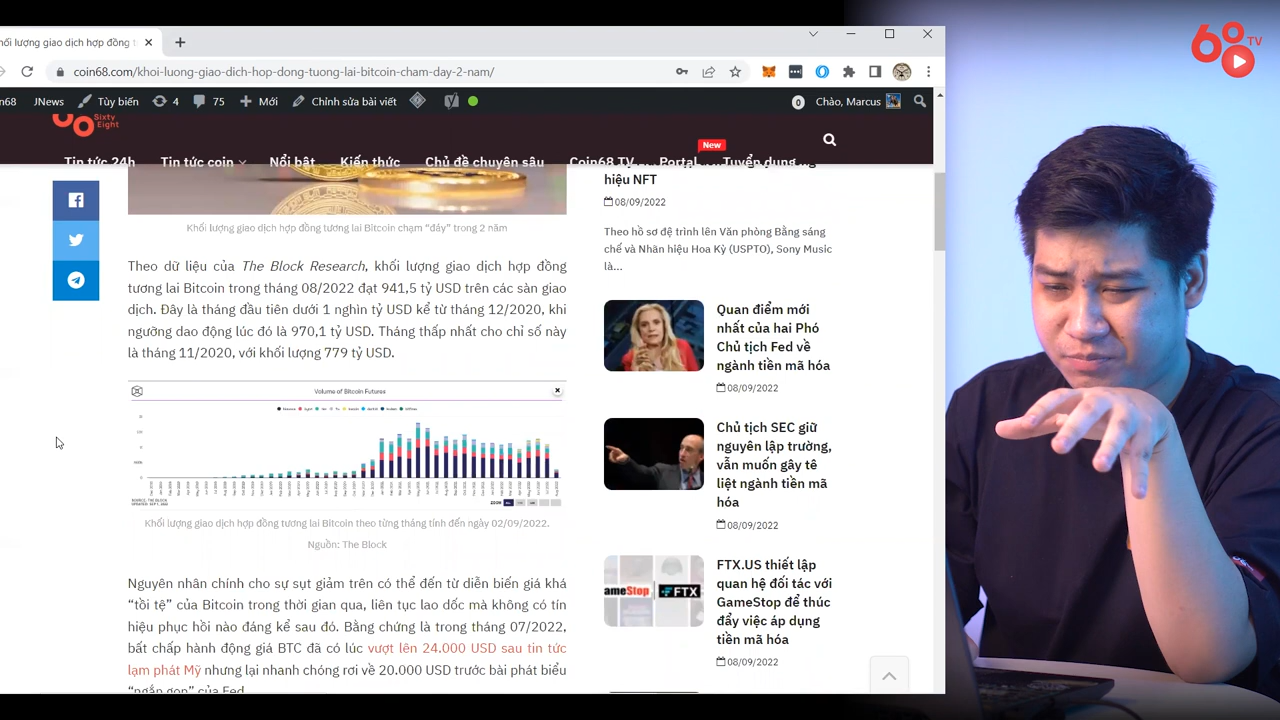 68 TV
hối lượng giao dịch hợp đồng t
coin68.com/khoi-luong-giao-dich-hop-dong-tuong-lai-bitcoin-cham-day-2-nam/
n68 JNews Tùy biến 4 75 Mới Chỉnh sửa bài viết 0 Chào, Marcus
Sixty
Eight
New
Tin tức 24h Tin tức coin Nổi bật Kiến thức Chủ đề chuyên sâu Coin68 TV Portal Tuyển dụng
hiệu NFT
08/09/2022
Theo hồ sơ đệ trình lên Văn phòng Bằng sáng
chế và Nhãn hiệu Hoa Kỳ (USPTO), Sony Music
là...
Khối lượng giao dịch hợp đồng tương lai Bitcoin chạm “đáy” trong 2 năm
Theo dữ liệu của The Block Research, khối lượng giao dịch hợp đồng
tương lai Bitcoin trong tháng 08/2022 đạt 941,5 tỷ USD trên các sàn giao
dịch. Đây là tháng đầu tiên dưới 1 nghìn tỷ USD kể từ tháng 12/2020, khi
ngưỡng dao động lúc đó là 970,1 tỷ USD. Tháng thấp nhất cho chỉ số này
là tháng 11/2020, với khối lượng 779 tỷ USD.
Volume of Bitcoin Futures
Khối lượng giao dịch hợp đồng tương lai Bitcoin theo từng tháng tính đến ngày 02/09/2022.
Nguồn: The Block
Nguyên nhân chính cho sự sụt giảm trên có thể đến từ diễn biến giá khá
“tồi tệ” của Bitcoin trong thời gian qua, liên tục lao dốc mà không có tín
hiệu phục hồi nào đáng kể sau đó. Bằng chứng là trong tháng 07/2022,
bất chấp hành động giá BTC đã có lúc vượt lên 24.000 USD sau tin tức
lạm phát Mỹ nhưng lại nhanh chóng rơi về 20.000 USD trước bài phát biểu
“ngắn gọn” của Fed
Quan điểm mới
nhất của hai Phó
Chủ tịch Fed về
ngành tiền mã hóa
08/09/2022
Chủ tịch SEC giữ
nguyên lập trường,
vẫn muốn gây tê
liệt ngành tiền mã
hóa
08/09/2022
ameStop FTX
FTX.US thiết lập
quan hệ đối tác với
GameStop để thúc
đẩy việc áp dụng
tiền mã hóa
08/09/2022